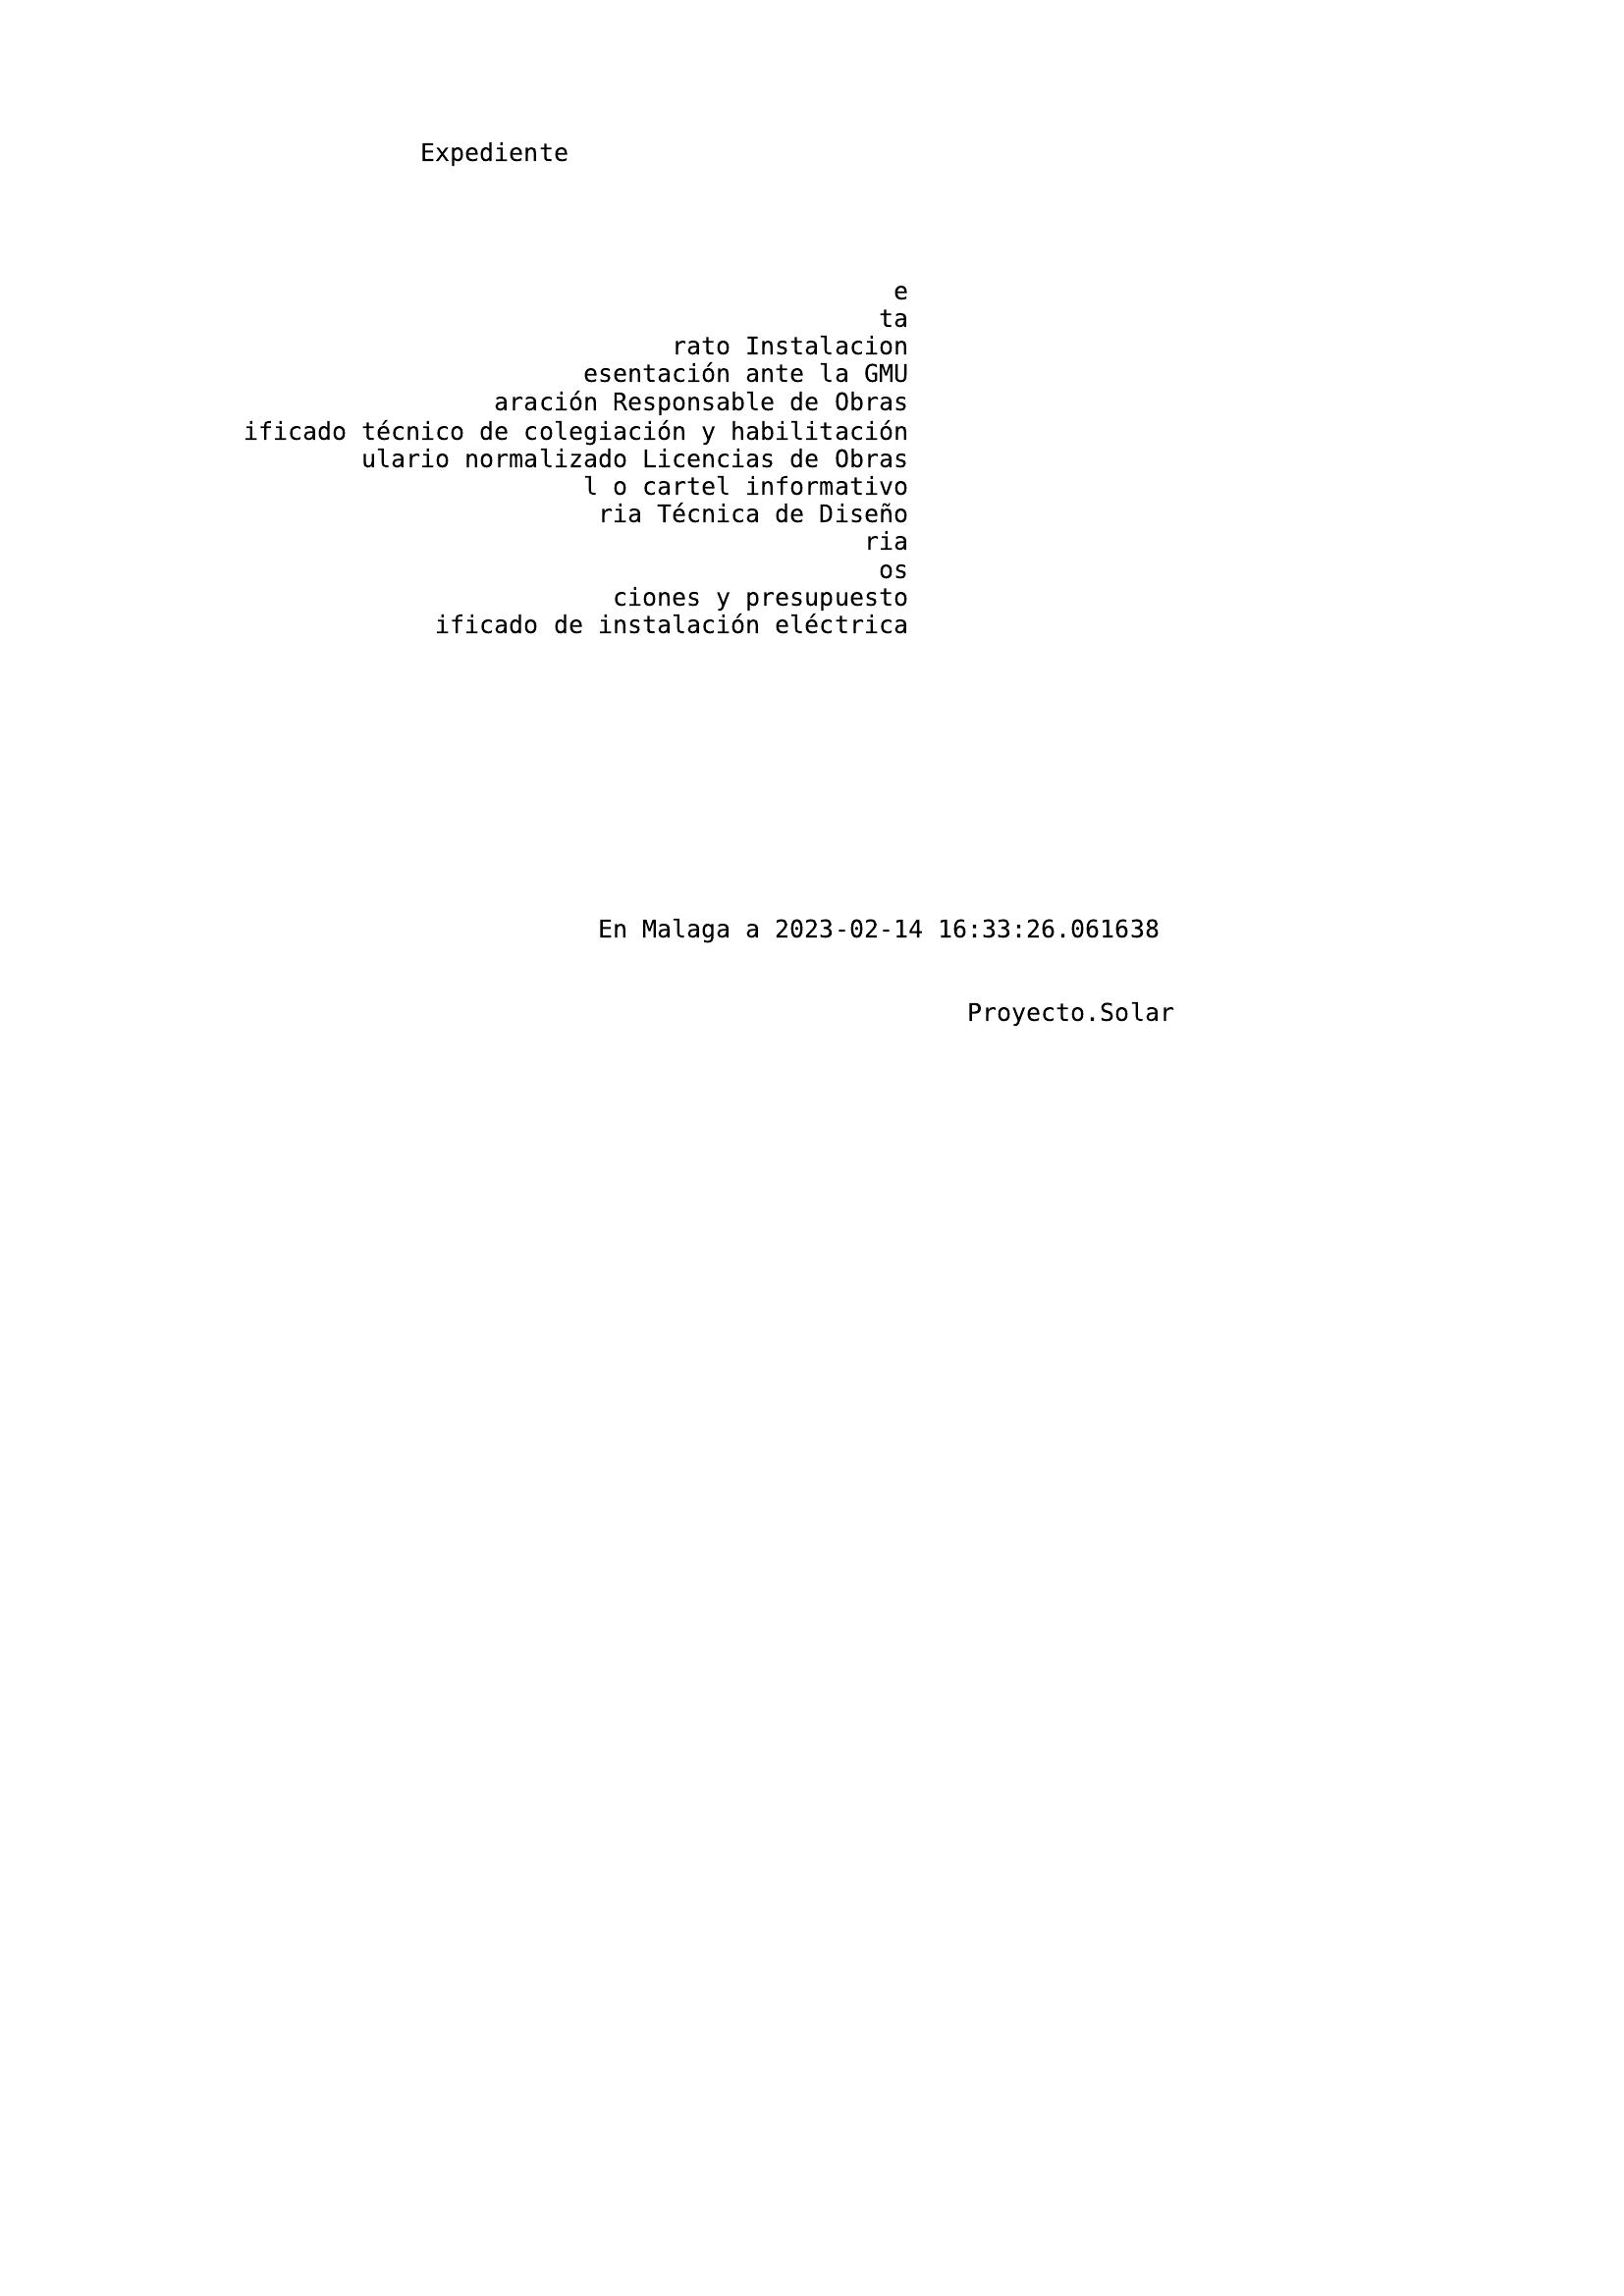 Expediente
e
ta
rato Instalacion
esentación ante la GMU
aración Responsable de Obras
ificado técnico de colegiación y habilitación
ulario normalizado Licencias de Obras
l o cartel informativo
ria Técnica de Diseño
ria
os
ciones y presupuesto
ificado de instalación eléctrica
En Malaga a 2023-02-14 16:33:26.061638
Proyecto.Solar